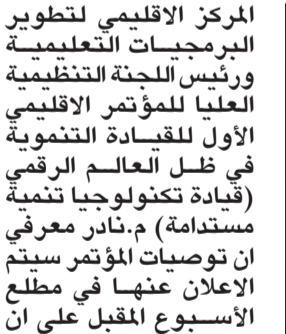 المركز الاقليمي لتطوير
البرمجيات التعليمية
ورئيس اللجنة التنظيمية
العليا للمؤتمر الاقليمي
الأول للقيادة التنموية
في ظل العالم الرقمي
(قيادة تكنولوجيا تنمية
مستدامة) م.نادر معرفي
ان توصيات المؤتمر سيتم
الاعلان عنها في مطلع
الأسبوع المقبل على ان